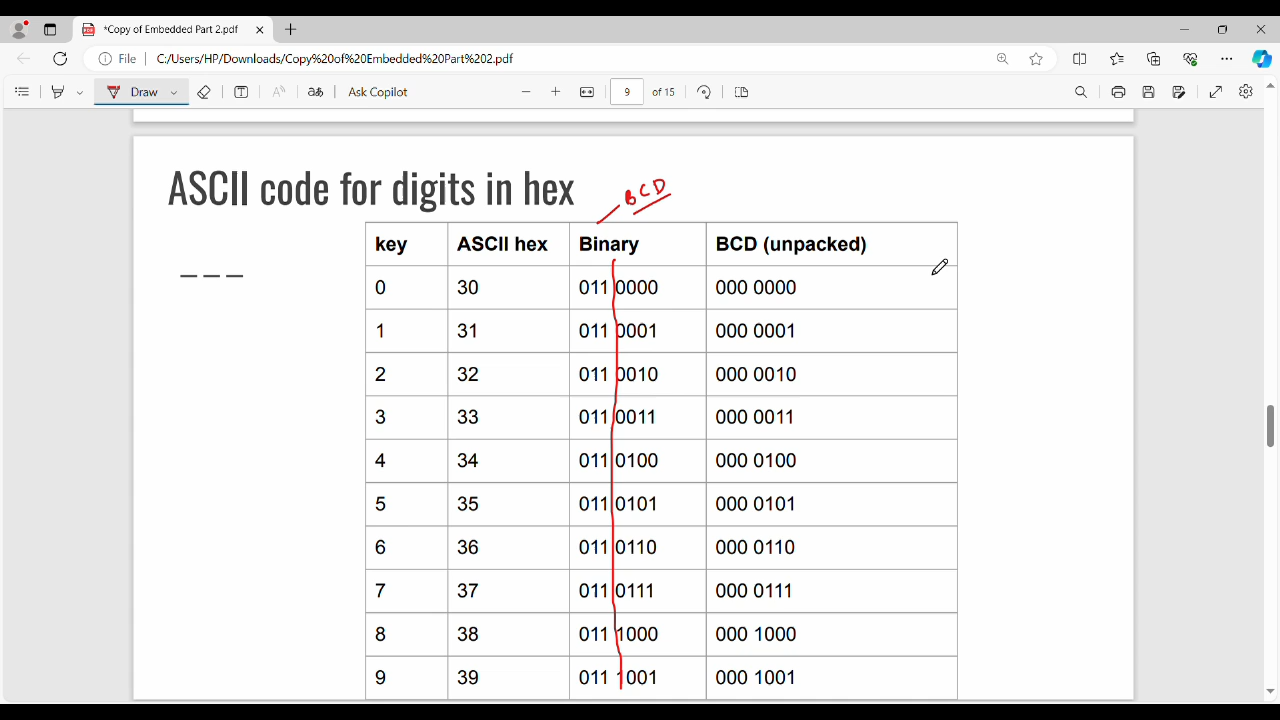 *Copy of Embedded Part 2.pdf
File C:/Users/HP/Downloads/Copy%20of%20Embedded%20Part%202.pdf
Draw aあ Ask Copilot 9 of 15
ASCII code for digits in hex
BCD
key ASCII hex Binary BCD (unpacked)
0 30 011 0000 000 0000
1 31 011 0001 000 0001
2 32 011 0010 000 0010
3 33 011 0011 000 0011
4 34 011 0100 000 0100
5 35 011 0101 000 0101
6 36 011 0110 000 0110
7 37 011 0111 000 0111
8 38 011 1000 000 1000
9 39 011 1001 000 1001